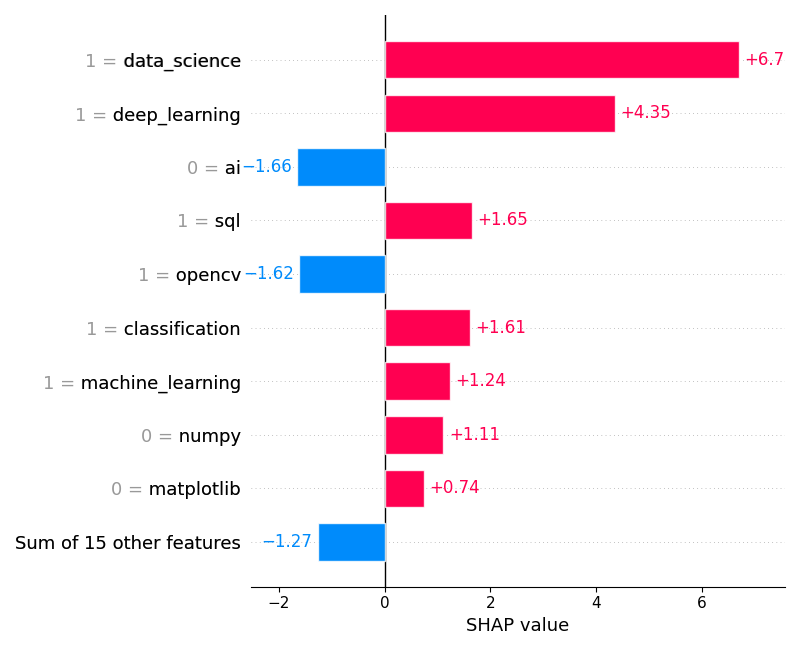 1 = data_science +6.7
1 = deep_learning +4.35
0 = ai −1.66
1 = sql +1.65
1 = opencv −1.62
1 = classification +1.61
1 = machine_learning +1.24
0 = numpy +1.11
0 = matplotlib +0.74
Sum of 15 other features −1.27
−2 0 2 4 6
SHAP value